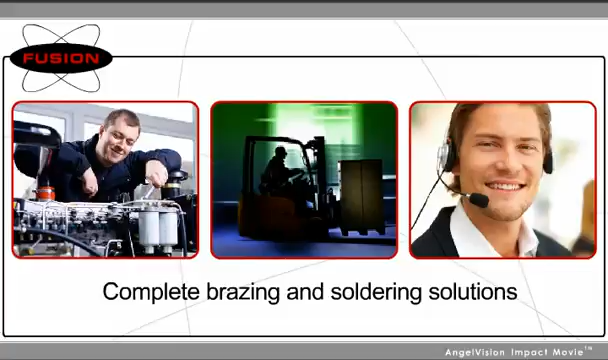 FUSION
Complete brazing and soldering solutions
AngelVision Impact Movie™